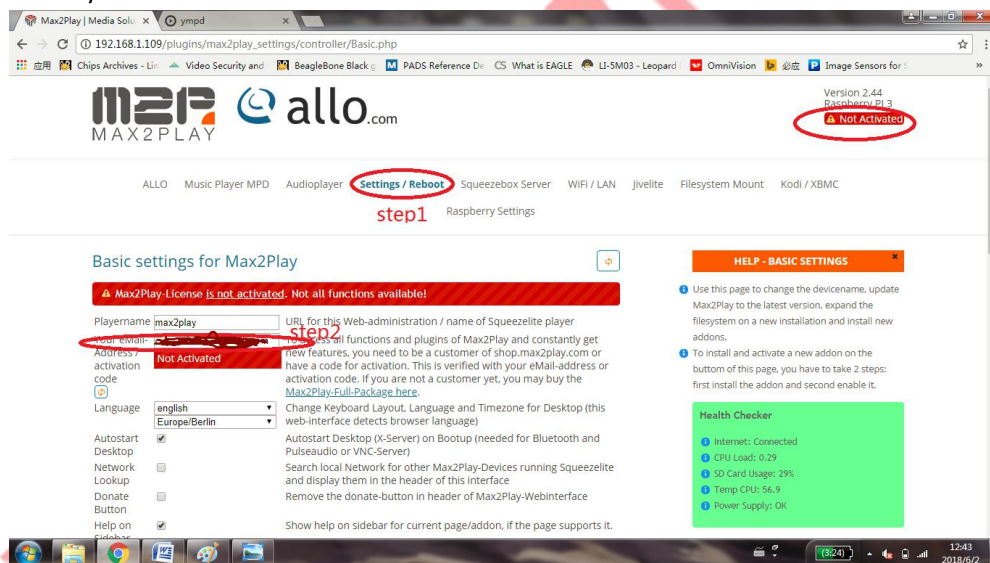 Max2Play | Media Solu
ympd
192.168.1.109/plugins/max2play_settings/controller/Basic.php
应用 Chips Archives - Lin Video Security and BeagleBone Black g PADS Reference De What is EAGLE LI-5M03 - Leopard OmniVision 必应 Image Sensors for S
MAX2PLAY
allo.com
Version 2.44
Raspberry PI 3
Not Activated
ALLO Music Player MPD Audioplayer Settings / Reboot Squeezebox Server WiFi / LAN Jivelite Filesystem Mount Kodi / XBMC
step1 Raspberry Settings
Basic settings for Max2Play
Max2Play-License is not activated. Not all functions available!
Playername max2play URL for this Web-administration / name of Squeezelite player
step2
Your eMail-
Address /
activation
code
Not Activated
To access all functions and plugins of Max2Play and constantly get
new features, you need to be a customer of shop.max2play.com or
have a code for activation. This is verified with your eMail-address or
activation code. If you are not a customer yet, you may buy the
Max2Play-Full-Package here.
Language english Change Keyboard Layout, Language and Timezone for Desktop (this
Europe/Berlin web-interface detects browser language)
Autostart Autostart Desktop (X-Server) on Bootup (needed for Bluetooth and
Desktop Pulseaudio or VNC-Server)
Network Search local Network for other Max2Play-Devices running Squeezelite
Lookup and display them in the header of this interface
Donate Remove the donate-button in header of Max2Play-Webinterface
Button
Help on Show help on sidebar for current page/addon, if the page supports it.
Sidebar
HELP - BASIC SETTINGS
Use this page to change the devicename, update
Max2Play to the latest version, expand the
filesystem on a new installation and install new
addons.
To install and activate a new addon on the
buttom of this page, you have to take 2 steps:
first install the addon and second enable it.
Health Checker
Internet: Connected
CPU Load: 0.29
SD Card Usage: 29%
Temp CPU: 56.9
Power Supply: OK
(3:24)
12:43
2018/6/2